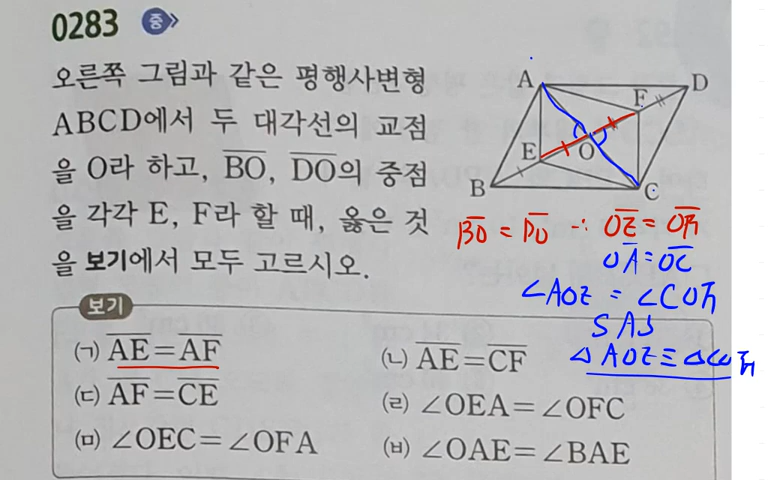 0283 중
오른쪽 그림과 같은 평행사변형
ABCD에서 두 대각선의 교점
을 O라 하고, BO, DO의 중점
을 각각 E, F라 할 때, 옳은 것
을 보기에서 모두 고르시오.
A
D
F
E
O
B
C
BO = DO ∴ OE = OF
OA = OC
∠AOE = ∠COF
SAS
△AOE ≡ △COF
보기
(ㄱ) AE=AF
(ㄴ) AE=CF
(ㄷ) AF=CE
(ㄹ) ∠OEA=∠OFC
(ㅁ) ∠OEC=∠OFA
(ㅂ) ∠OAE=∠BAE